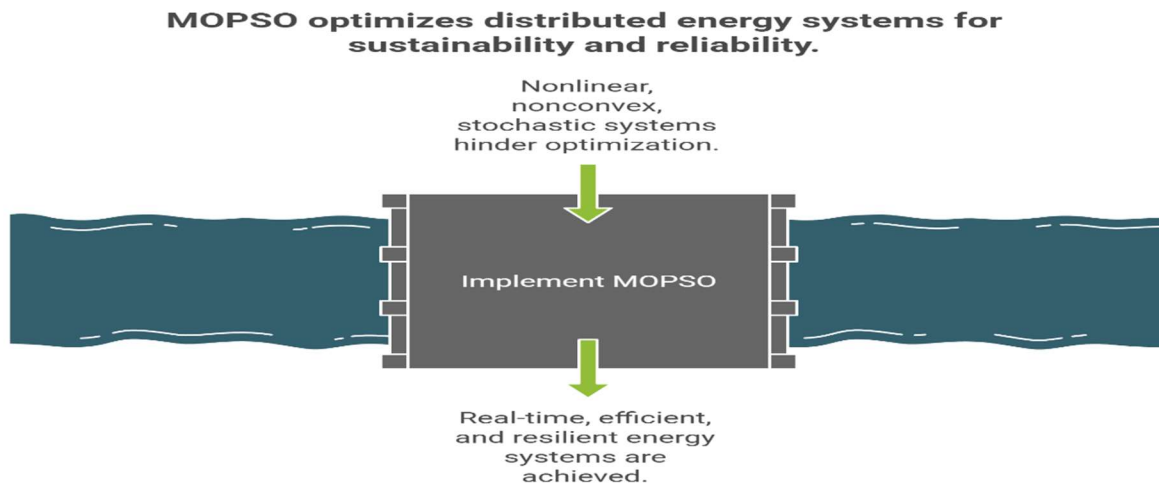 MOPSO optimizes distributed energy systems for
sustainability and reliability.
Nonlinear,
nonconvex,
stochastic systems
hinder optimization.
Implement MOPSO
Real-time, efficient,
and resilient energy
systems are
achieved.